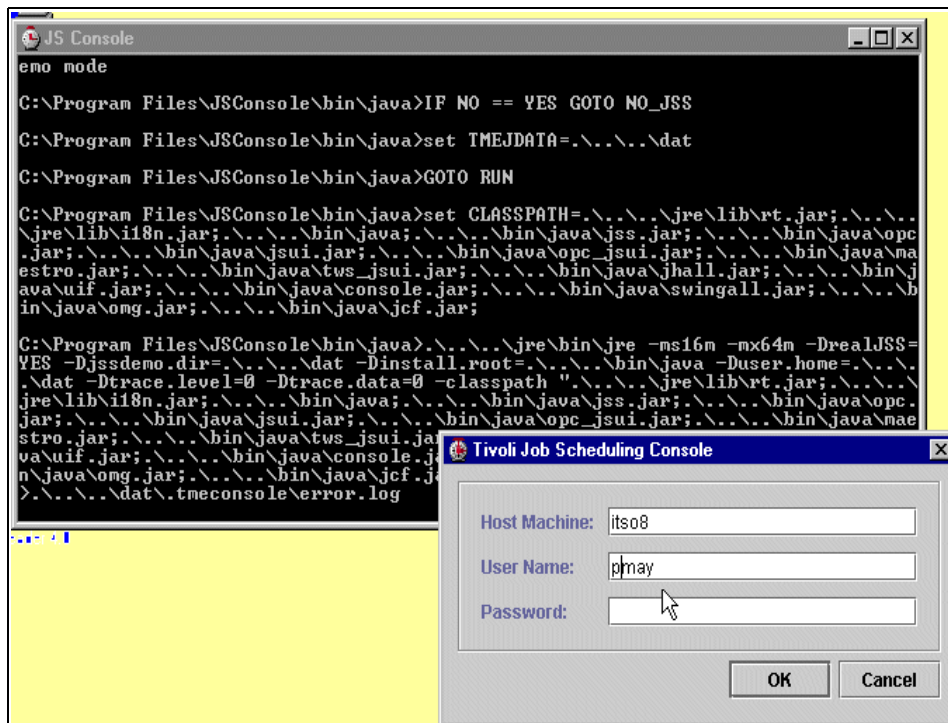 JS Console
emo mode
C:\Program Files\JSConsole\bin\java>IF NO == YES GOTO NO_JSS
C:\Program Files\JSConsole\bin\java>set TMEJDATA=.\..\..\dat
C:\Program Files\JSConsole\bin\java>GOTO RUN
C:\Program Files\JSConsole\bin\java>set CLASSPATH=.\..\..\jre\lib\rt.jar;.\..\..
\jre\lib\i18n.jar;.\..\..\bin\java;.\..\..\bin\java\jss.jar;.\..\..\bin\java\opc
.jar;.\..\..\bin\java\jsui.jar;.\..\..\bin\java\opc_jsui.jar;.\..\..\bin\java\ma
estro.jar;.\..\..\bin\java\tws_jsui.jar;.\..\..\bin\java\jhall.jar;.\..\..\bin\j
ava\uif.jar;.\..\..\bin\java\console.jar;.\..\..\bin\java\swingall.jar;.\..\..\b
in\java\omg.jar;.\..\..\bin\java\jcf.jar;
C:\Program Files\JSConsole\bin\java>.\..\..\jre\bin\jre -ms16m -mx64m -DrealJSS=
YES -Djssdemo.dir=.\..\..\dat -Dinstall.root=.\..\..\bin\java -Duser.home=.\..\.
.\dat -Dtrace.level=0 -Dtrace.data=0 -classpath ".\..\..\jre\lib\rt.jar;.\..\..\
jre\lib\i18n.jar;.\..\..\bin\java;.\..\..\bin\java\jss.jar;.\..\..\bin\java\opc.
jar;.\..\..\bin\java\jsui.jar;.\..\..\bin\java\opc_jsui.jar;.\..\..\bin\java\mae
stro.jar;.\..\..\bin\java\tws_jsui.jar
va\uif.jar;.\..\..\bin\java\console.ja
n\java\omg.jar;.\..\..\bin\java\jcf.ja
>.\..\..\dat\.tmeconsole\error.log
Tivoli Job Scheduling Console
Host Machine: itso8
User Name: pmay
Password:
OK Cancel